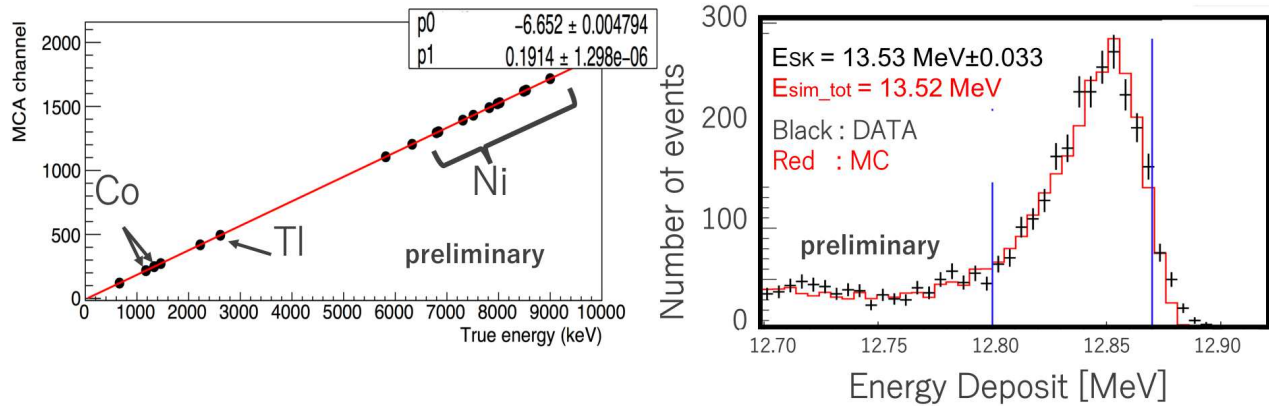 p0 -6.652 ± 0.004794
p1 0.1914 ± 1.298e-06
MCA channel
2000
1500
1000
500
0
Co
Tl
Ni
preliminary
0 1000 2000 3000 4000 5000 6000 7000 8000 9000 10000
True energy (keV)
Number of events
300
200
100
0
ESK = 13.53 MeV±0.033
Esim_tot = 13.52 MeV
Black : DATA
Red : MC
preliminary
12.70 12.75 12.80 12.85 12.90
Energy Deposit [MeV]